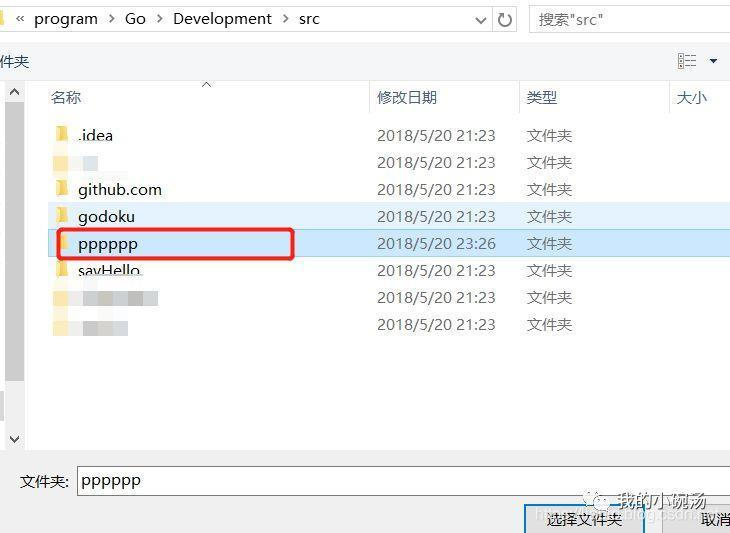 « program > Go > Development > src 搜索"src"
件夹
名称 修改日期 类型 大小
.idea 2018/5/20 21:23 文件夹
2018/5/20 21:23 文件夹
github.com 2018/5/20 21:23 文件夹
godoku 2018/5/20 21:23 文件夹
pppppp 2018/5/20 23:26 文件夹
sayHello 2018/5/20 21:23 文件夹
2018/5/20 21:23 文件夹
2018/5/20 21:23 文件夹
文件夹: pppppp
我的小碗汤
选择文件夹 取消